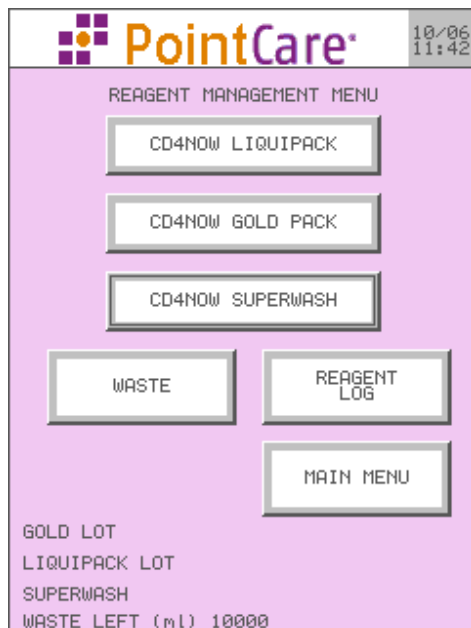 PointCare
10/06
11:42
REAGENT MANAGEMENT MENU
CD4NOW LIQUIPACK
CD4NOW GOLD PACK
CD4NOW SUPERWASH
WASTE
REAGENT
LOG
MAIN MENU
GOLD LOT
LIQUIPACK LOT
SUPERWASH
WASTE LEFT (ml) 10000